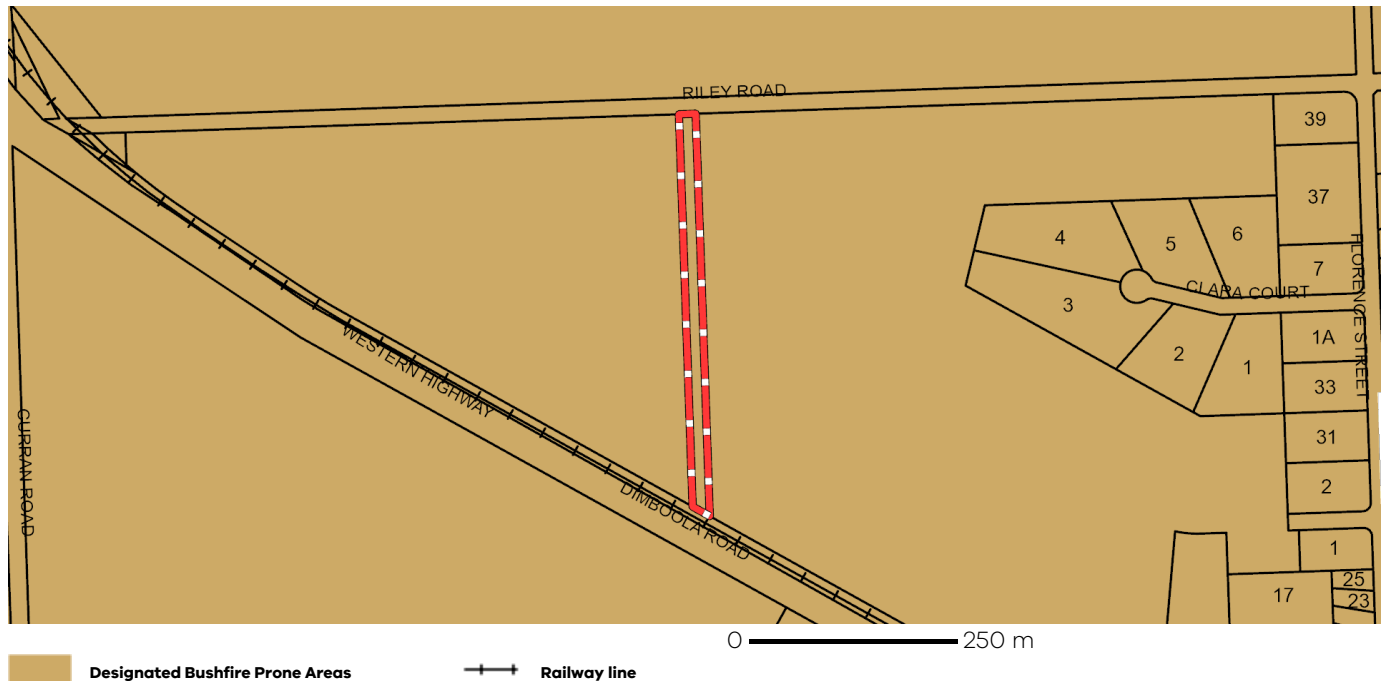 RILEY ROAD
39
37
4
5
6
7
CLARA COURT
FLORENCE STREET
3
1A
2
1
33
WESTERN HIGHWAY
31
CURRAN ROAD
2
DIMBOOLA ROAD
1
25
17
23
0 250 m
Designated Bushfire Prone Areas Railway line